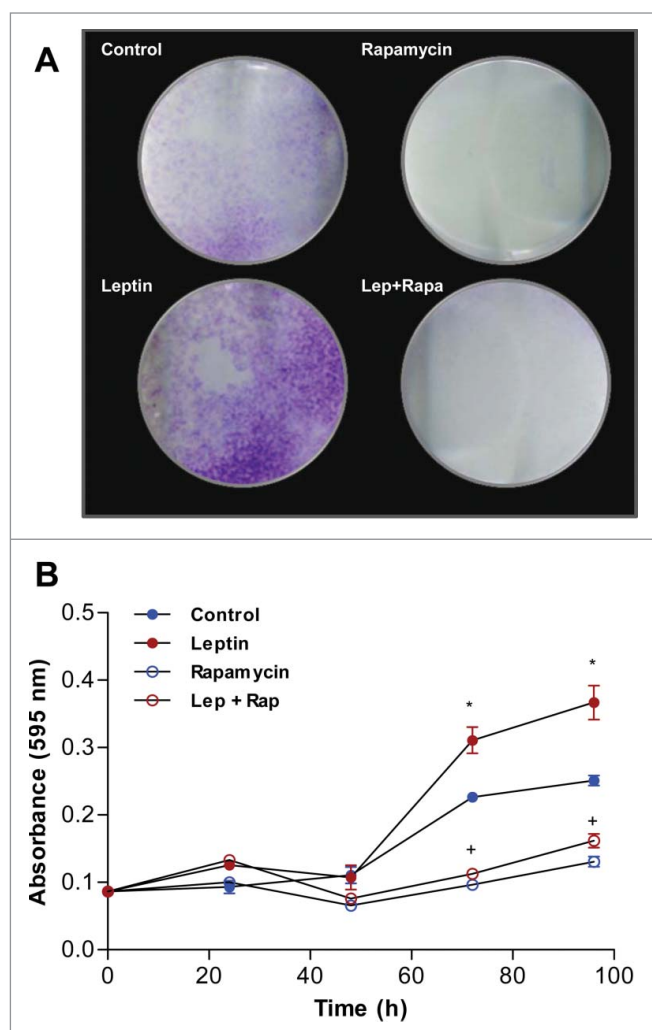 A
Control
Rapamycin
Leptin
Lep+Rapa
B
0.5
0.4
0.3
0.2
0.1
0.0
Absorbance (595 nm)
Control
Leptin
Rapamycin
Lep + Rap
*
*
+
+
0
20
40
60
80
100
Time (h)